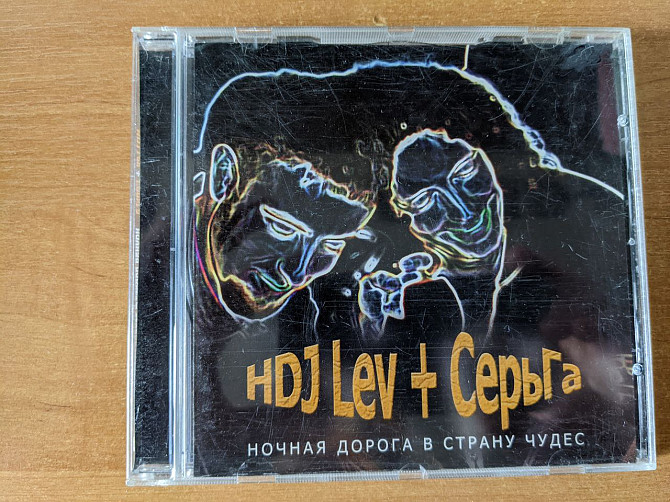 HDJ Lev + Серьга
НОЧНАЯ ДОРОГА В СТРАНУ ЧУДЕС